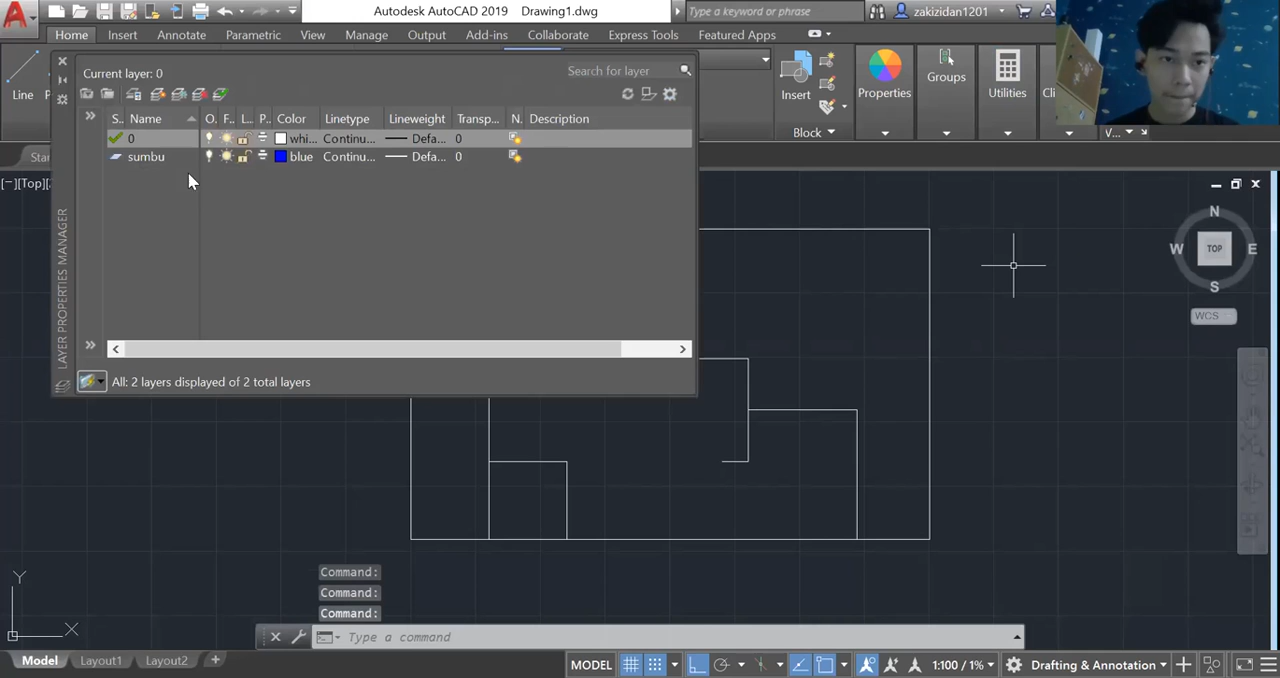 Autodesk AutoCAD 2019 Drawing1.dwg
Type a keyword or phrase
zakizidan1201
Home Insert Annotate Parametric View Manage Output Add-ins Collaborate Express Tools Featured Apps
Line
Insert
Properties
Groups
Utilities
Block
V...
Current layer: 0
Search for layer
S.. Name O. F.. L... P.. Color Linetype Lineweight Transp... N. Description
0 whi... Continu... Defa... 0
sumbu blue Continu... Defa... 0
LAYER PROPERTIES MANAGER
All: 2 layers displayed of 2 total layers
[−][Top]
N
W TOP E
S
WCS
Y
X
Command:
Command:
Command:
Type a command
Model Layout1 Layout2 +
MODEL 1:100 / 1% Drafting & Annotation